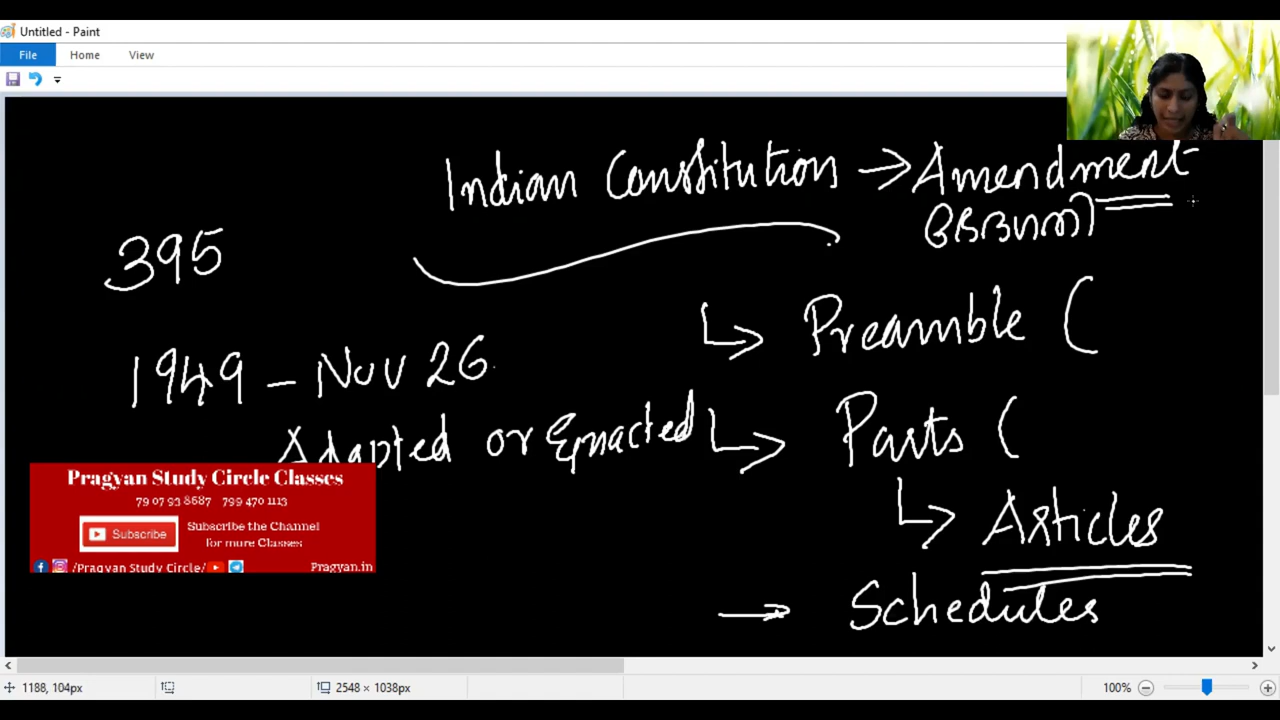 Untitled - Paint
File Home View
Indian Constitution → Amendment
ഭേദഗതി
395
↳ Preamble (
1949 - Nov 26
Adapted or Enacted
↳ Parts (
↳ Articles
→ Schedules
Pragyan Study Circle Classes
79 07 93 8687 799 470 1113
Subscribe
Subscribe the Channel
for more Classes
/Pragyan Study Circle/
Pragyan.in
1188, 104px
2548 × 1038px
100%